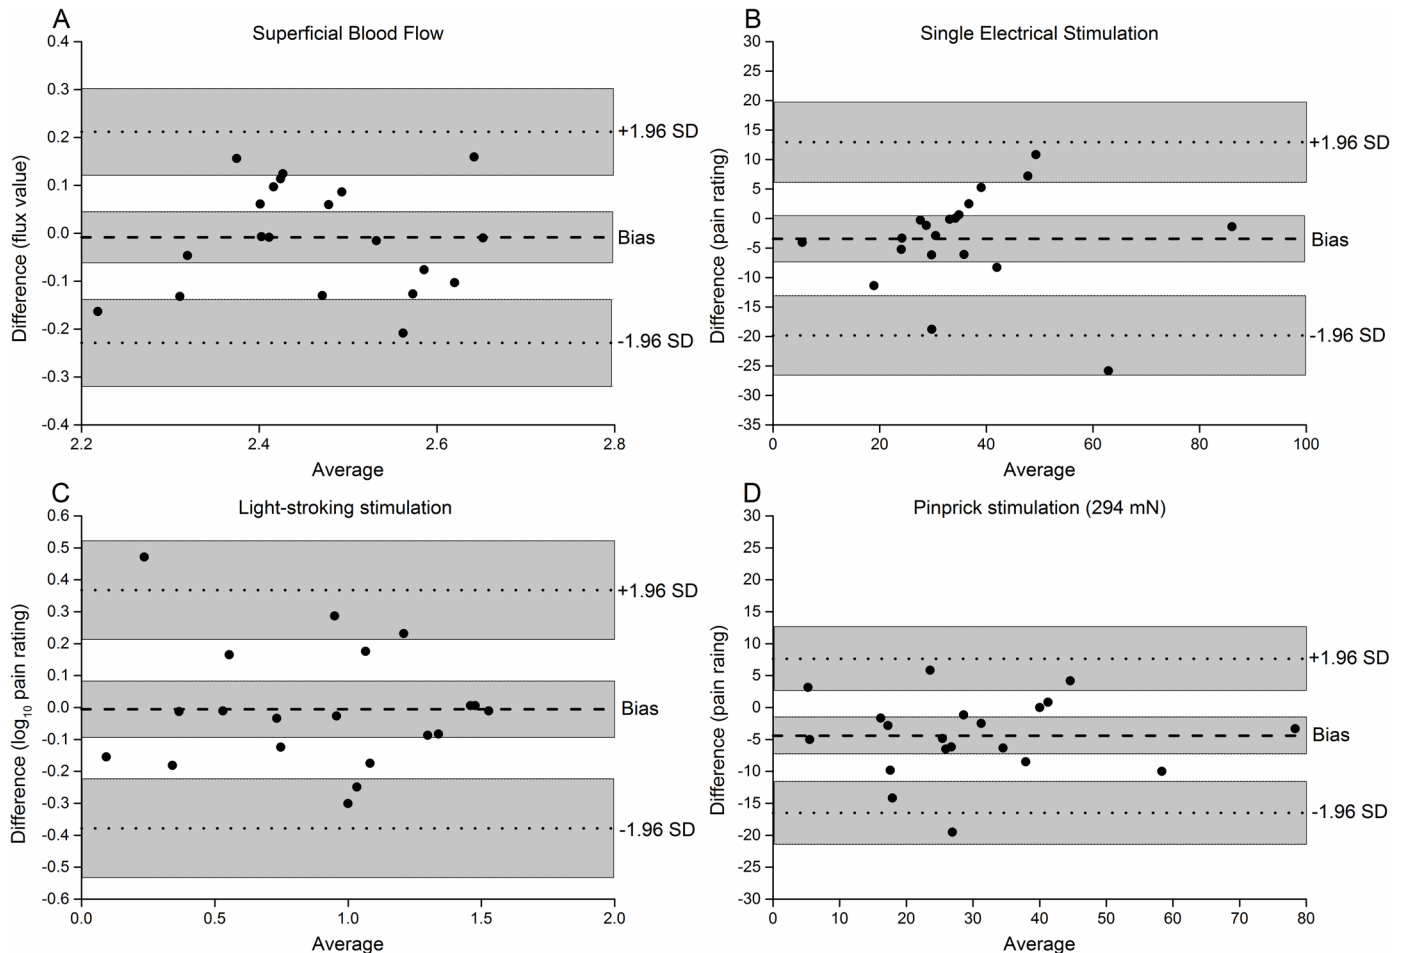 A
Superficial Blood Flow
Difference (flux value)
0.4
0.3
0.2
0.1
0.0
-0.1
-0.2
-0.3
-0.4
+1.96 SD
Bias
-1.96 SD
2.2 2.4 2.6 2.8
Average
B
Single Electrical Stimulation
Difference (pain rating)
30
25
20
15
10
5
0
-5
-10
-15
-20
-25
-30
-35
+1.96 SD
Bias
-1.96 SD
0 20 40 60 80 100
Average
C
Light-stroking stimulation
Difference (log10 pain rating)
0.6
0.5
0.4
0.3
0.2
0.1
0.0
-0.1
-0.2
-0.3
-0.4
-0.5
-0.6
+1.96 SD
Bias
-1.96 SD
0.0 0.5 1.0 1.5 2.0
Average
D
Pinprick stimulation (294 mN)
Difference (pain raing)
30
25
20
15
10
5
0
-5
-10
-15
-20
-25
-30
+1.96 SD
Bias
-1.96 SD
0 10 20 30 40 50 60 70 80
Average